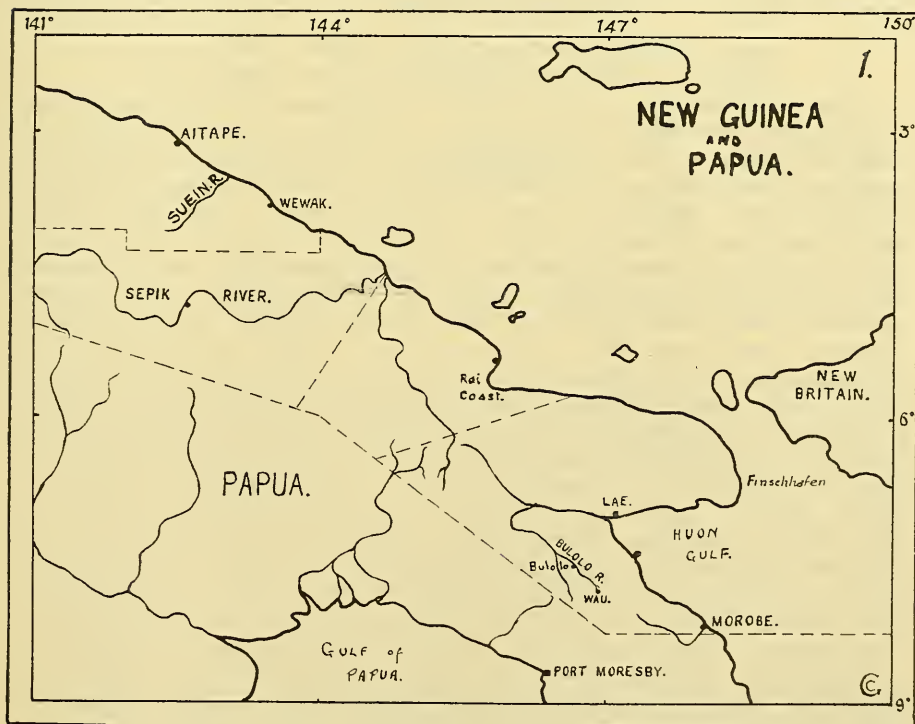 141° 144° 147° 150°
1.
NEW GUINEA
AND
PAPUA.
3°
AITAPE.
SUEIN.R.
WEWAK.
SEPIK RIVER.
Rai
Coast.
NEW
BRITAIN.
6°
PAPUA.
Finschhafen
LAE.
HUON
GULF.
BULOLO R.
Bulolo
WAU.
MOROBE.
GULF of
PAPUA.
PORT MORESBY.
9°